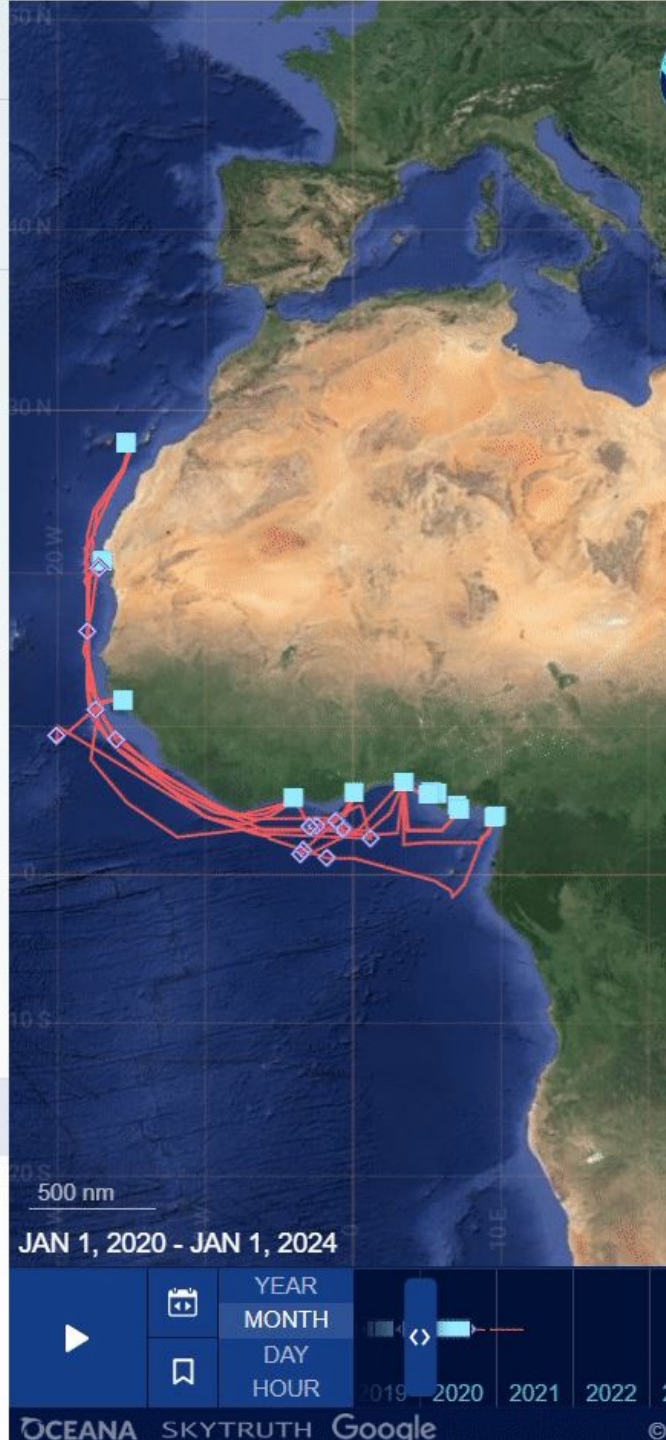 50 N
40 N
30 N
20 W
0
10 S
20 S
10 E
500 nm
JAN 1, 2020 - JAN 1, 2024
YEAR
MONTH
DAY
HOUR
2019 2020 2021 2022
OCEANA SKYTRUTH Google ©